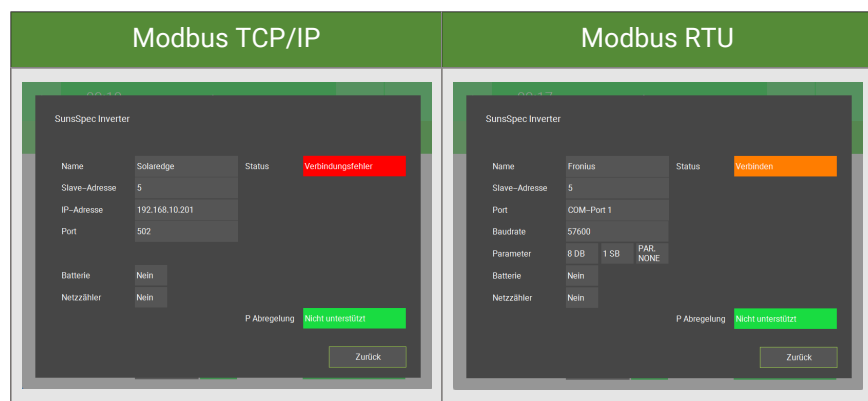 Modbus TCP/IP
SunsSpec Inverter
Name Solaredge Status Verbindungsfehler
Slave-Adresse 5
IP-Adresse 192.168.10.201
Port 502
Batterie Nein
Netzzähler Nein
P Abregelung Nicht unterstützt
Zurück
Modbus RTU
SunsSpec Inverter
Name Fronius Status Verbinden
Slave-Adresse 5
Port COM-Port 1
Baudrate 57600
Parameter 8 DB 1 SB PAR.
NONE
Batterie Nein
Netzzähler Nein
P Abregelung Nicht unterstützt
Zurück